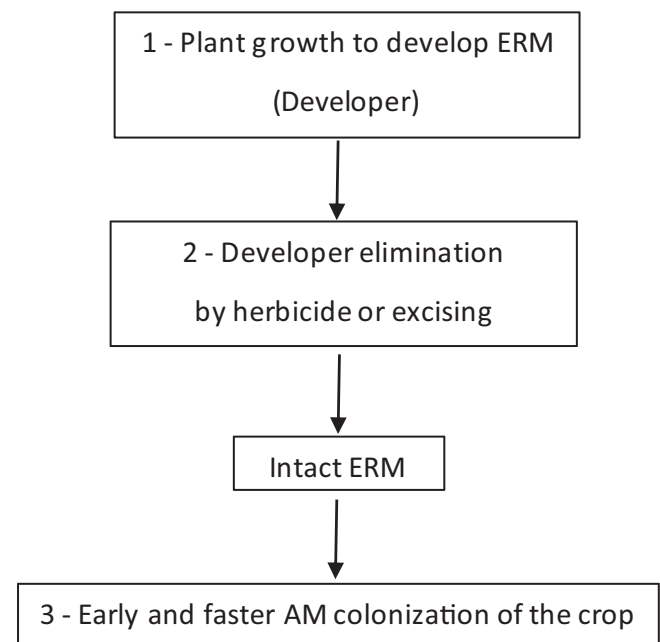 1 - Plant growth to develop ERM
(Developer)
2 - Developer elimination
by herbicide or excising
Intact ERM
3 - Early and faster AM colonization of the crop